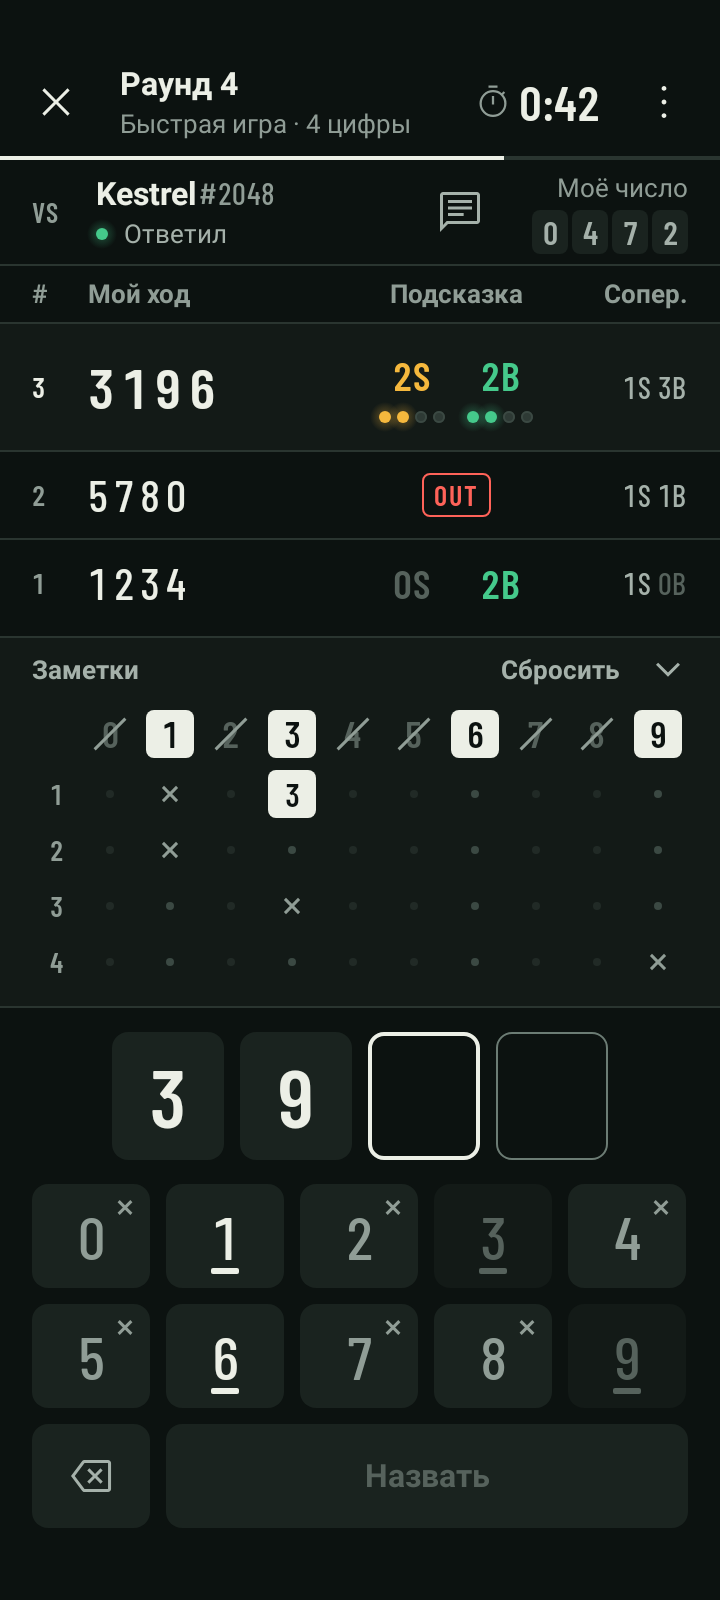 Раунд 4
Быстрая игра · 4 цифры
0:42
VS
Kestrel#2048
Ответил
Моё число
0 4 7 2
# Мой ход Подсказка Сопер.
3 3196 2S 2B 1S 3B
2 5780 OUT 1S 1B
1 1234 0S 2B 1S 0B
Заметки Сбросить
0 1 2 3 4 5 6 7 8 9
1 × 3
2 ×
3 ×
4 ×
3 9
0 1 2 3 4
5 6 7 8 9
Назвать